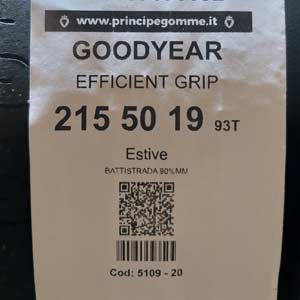 www.principegomme.it
GOODYEAR
EFFICIENT GRIP
215 50 19 93T
Estive
BATTISTRADA 90%MM
Cod: 5109 - 20